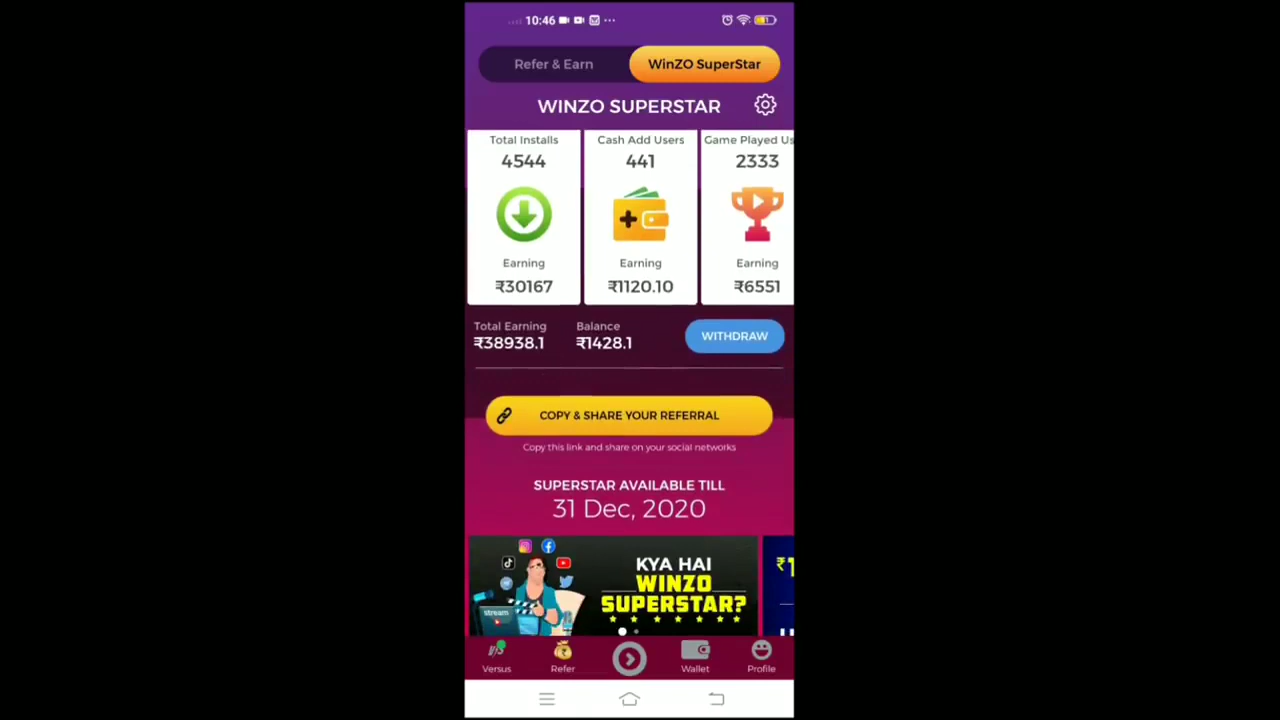 10:46
Refer & Earn
WinZO SuperStar
WINZO SUPERSTAR
Total Installs
4544
Earning
₹30167
Cash Add Users
441
Earning
₹1120.10
Game Played Us
2333
Earning
₹6551
Total Earning
₹38938.1
Balance
₹1428.1
WITHDRAW
COPY & SHARE YOUR REFERRAL
Copy this link and share on your social networks
SUPERSTAR AVAILABLE TILL
31 Dec, 2020
stream
KYA HAI
WINZO
SUPERSTAR?
₹1
Versus
Refer
Wallet
Profile